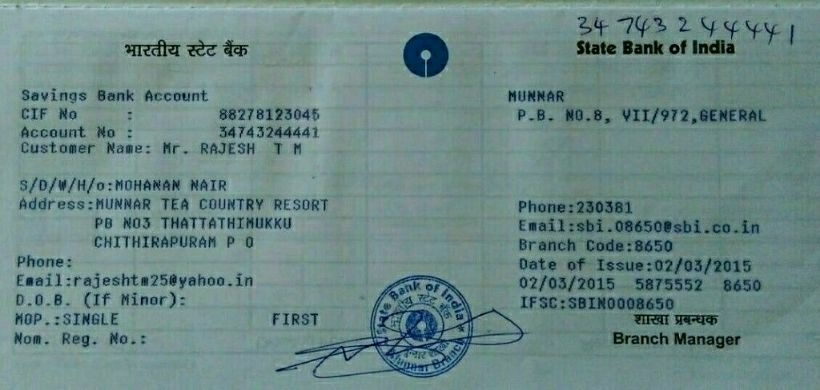 34743244441
भारतीय स्टेट बैंक
State Bank of India
Savings Bank Account
CIF No : 88278123045
Account No : 34743244441
Customer Name: Mr. RAJESH T M
S/D/W/H/o:MOHANAN NAIR
Address:MUNNAR TEA COUNTRY RESORT
PB NO3 THATTATHIMUKKU
CHITHIRAPURAM P O
Phone:
Email:rajeshtm25@yahoo.in
D.O.B. (If Minor):
MOP.:SINGLE FIRST
Nom. Reg. No.:
MUNNAR
P.B. NO.8, VII/972,GENERAL
Phone:230381
Email:sbi.08650@sbi.co.in
Branch Code:8650
Date of Issue:02/03/2015
02/03/2015 5875552 8650
IFSC:SBIN0008650
शाखा प्रबन्धक
Branch Manager
State Bank of India
भारतीय स्टेट बैंक
Munnar Branch